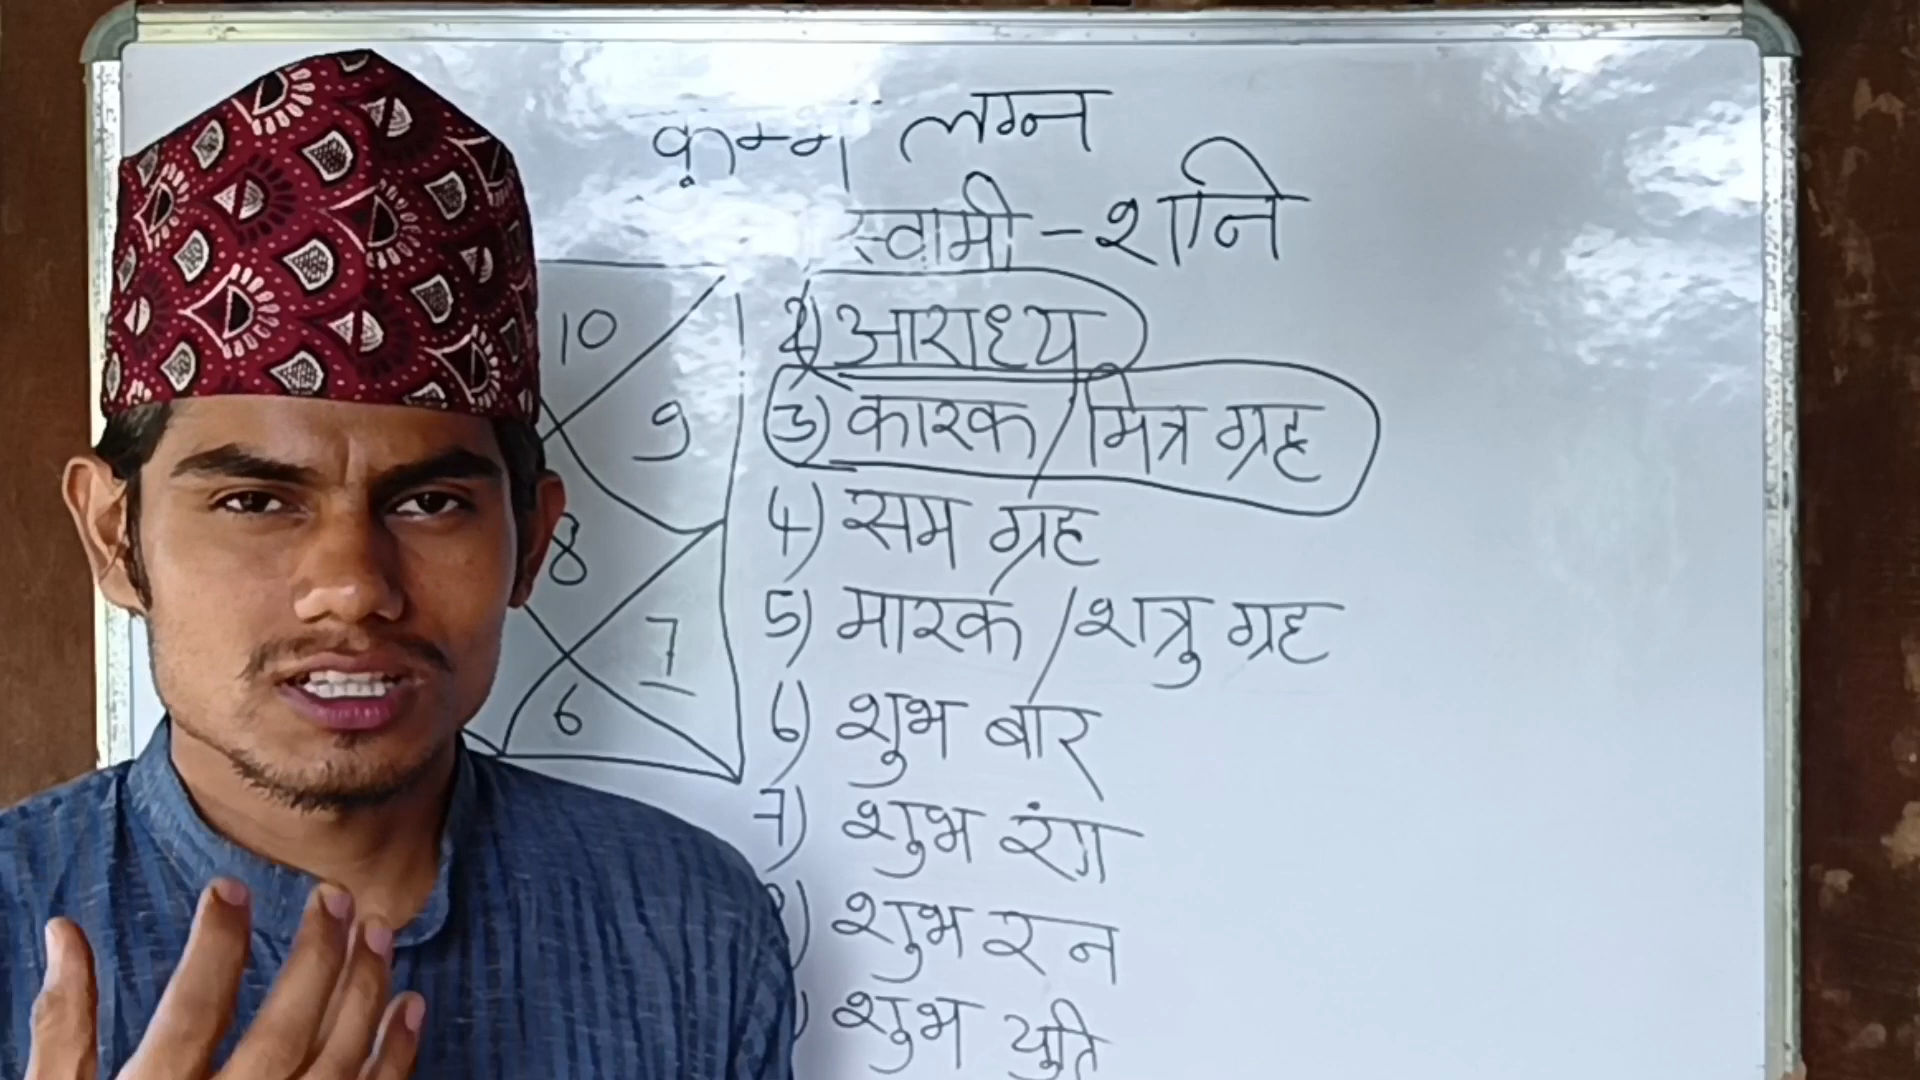 कुम्भ लग्न
स्वामी - शनि
2) आराध्य
3) कारक / मित्र ग्रह
4) सम ग्रह
5) मारक / शत्रु ग्रह
6) शुभ बार
7) शुभ रंग
शुभ रत्न
) शुभ युति
10
9
8
7
6